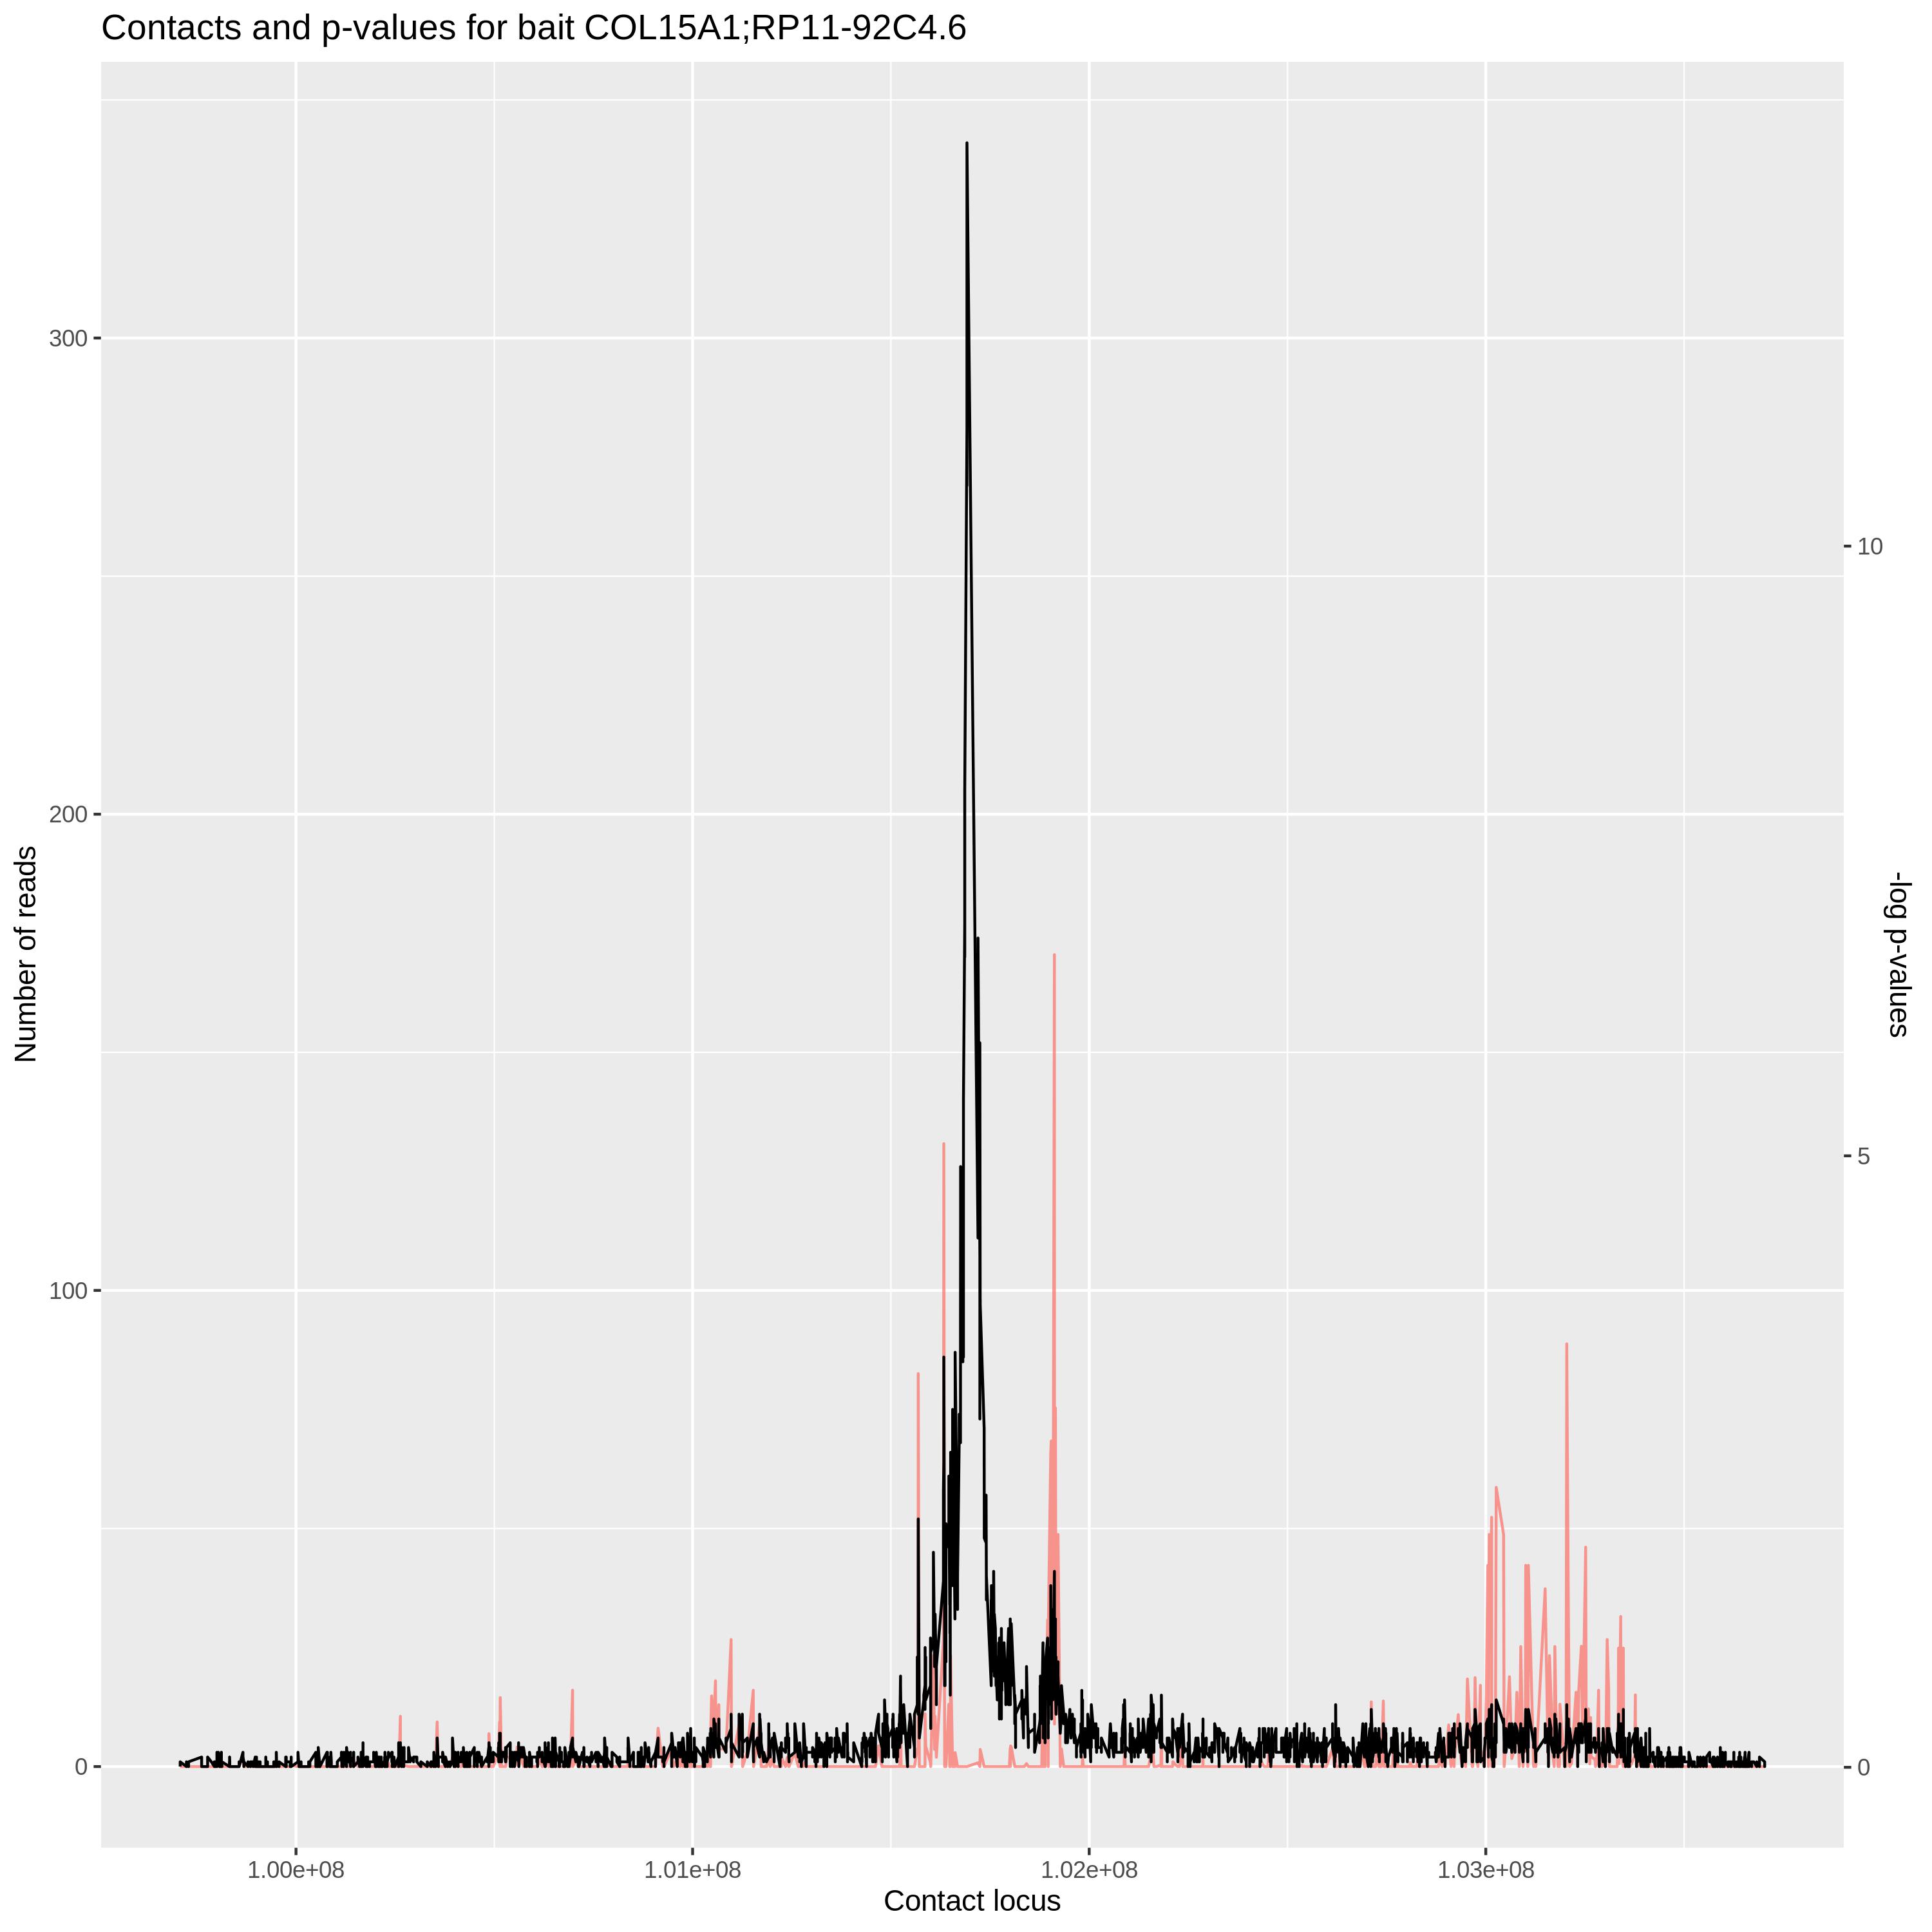 Contacts and p-values for bait COL15A1;RP11-92C4.6
300
200
100
0
Number of reads
10
5
0
-log p-values
1.00e+08
1.01e+08
1.02e+08
1.03e+08
Contact locus